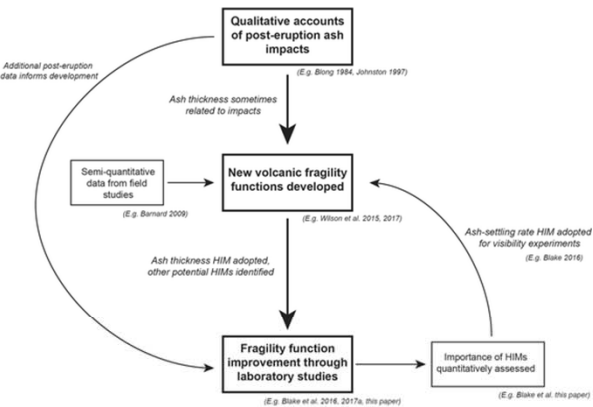 Qualitative accounts
of post-eruption ash
impacts
(E.g. Blong 1984, Johnston 1997)
Additional post-eruption
data informs development
Ash thickness sometimes
related to impacts
Semi-quantitative
data from field
studies
(E.g. Barnard 2009)
New volcanic fragility
functions developed
(E.g. Wilson et al. 2015, 2017)
Ash-settling rate HIM adopted
for visibility experiments
(E.g. Blake 2016)
Ash thickness HIM adopted,
other potential HIMs identified
Fragility function
improvement through
laboratory studies
(E.g. Blake et al. 2016, 2017a, this paper)
Importance of HIMs
quantitatively assessed
(E.g. Blake et al. this paper)